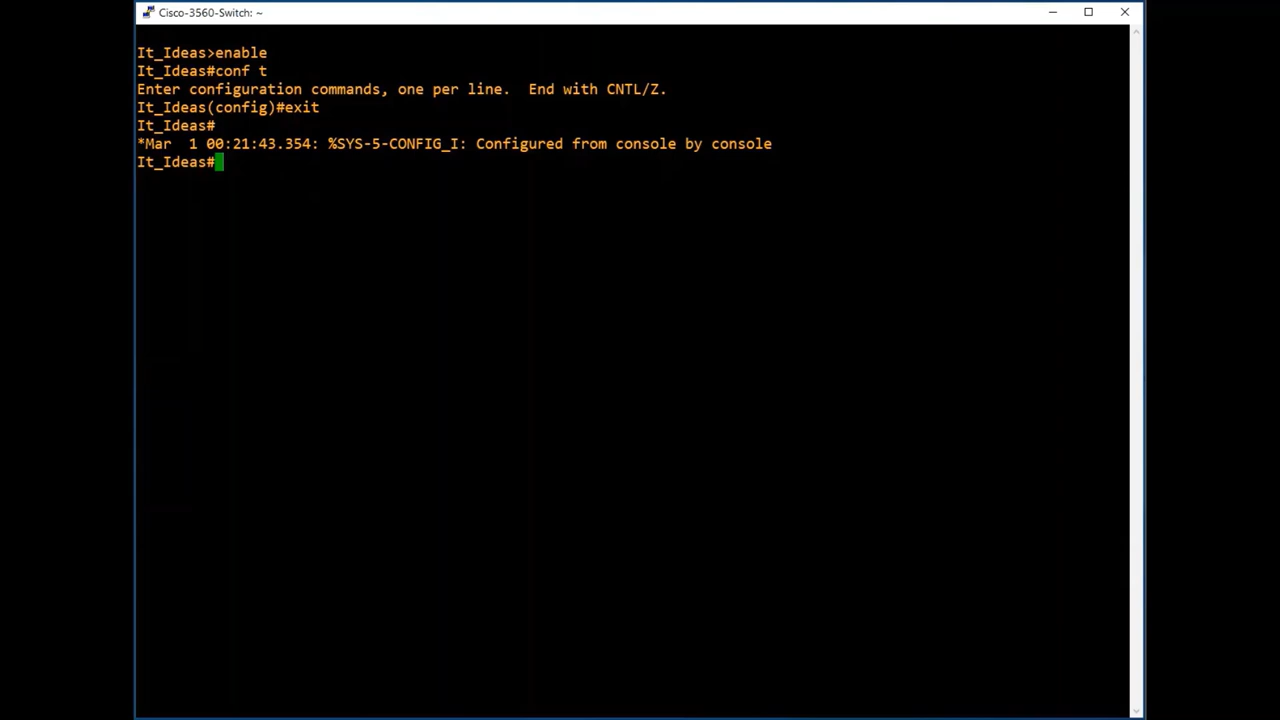 Cisco-3560-Switch: ~
It_Ideas>enable
It_Ideas#conf t
Enter configuration commands, one per line.  End with CNTL/Z.
It_Ideas(config)#exit
It_Ideas#
*Mar  1 00:21:43.354: %SYS-5-CONFIG_I: Configured from console by console
It_Ideas#